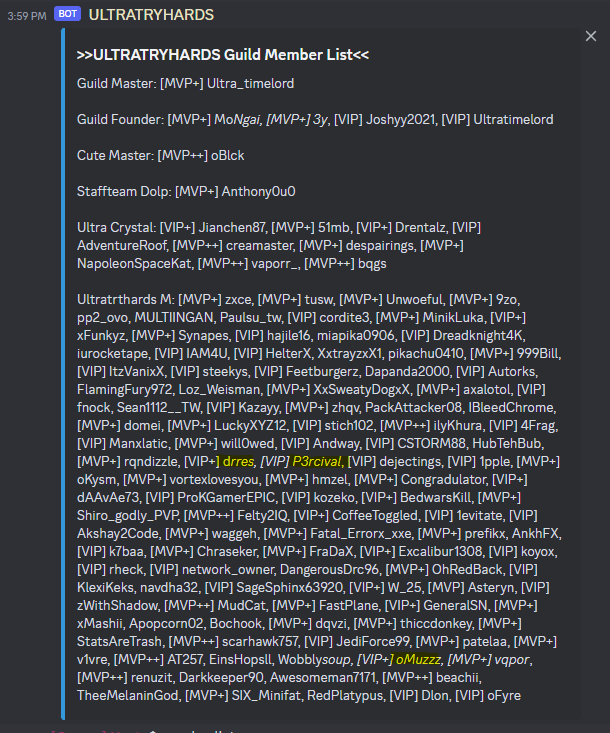 3:59 PM BOT ULTRATRYHARDS
>>ULTRATRYHARDS Guild Member List<<
Guild Master: [MVP+] Ultra_timelord
Guild Founder: [MVP+] MoNgai, [MVP+] 3y, [VIP] Joshyy2021, [VIP] Ultratimelord
Cute Master: [MVP++] oBlck
Staffteam Dolp: [MVP+] Anthony0u0
Ultra Crystal: [VIP+] Jianchen87, [MVP+] 51mb, [VIP+] Drentalz, [VIP]
AdventureRoof, [MVP++] creamaster, [MVP+] despairings, [MVP+]
NapoleonSpaceKat, [MVP++] vaporr_, [MVP++] bqgs
Ultratrthards M: [MVP+] zxce, [MVP+] tusw, [MVP+] Unwoeful, [MVP+] 9zo,
pp2_ovo, MULTIINGAN, Paulsu_tw, [VIP] cordite3, [MVP+] MinikLuka, [VIP+]
xFunkyz, [MVP+] Synapes, [VIP] hajile16, miapika0906, [VIP] Dreadknight4K,
iurocketape, [VIP] IAM4U, [VIP] HelterX, XxtrayzxX1, pikachu0410, [MVP+] 999Bill,
[VIP] ItzVanixX, [VIP] steekys, [VIP] Feetburgerz, Dapanda2000, [VIP] Autorks,
FlamingFury972, Loz_Weisman, [MVP+] XxSweatyDogxX, [MVP+] axalotol, [VIP]
fnock, Sean1112__TW, [VIP] Kazayy, [MVP+] zhqv, PackAttacker08, IBleedChrome,
[MVP+] domei, [MVP+] LuckyXYZ12, [VIP] stich102, [MVP++] ilyKhura, [VIP] 4Frag,
[VIP] Manxlatic, [MVP+] will0wed, [VIP] Andway, [VIP] CSTORM88, HubTehBub,
[MVP+] rqndizzle, [VIP+] drres, [VIP] P3rcival, [VIP] dejectings, [VIP] 1pple, [MVP+]
oKysm, [MVP+] vortexlovesyou, [MVP+] hmzel, [MVP+] Congradulator, [VIP+]
dAAvAe73, [VIP] ProKGamerEPIC, [VIP] kozeko, [VIP+] BedwarsKill, [MVP+]
Shiro_godly_PVP, [MVP++] Felty2IQ, [VIP+] CoffeeToggled, [VIP] 1evitate, [VIP]
Akshay2Code, [MVP+] waggeh, [MVP+] Fatal_Errorx_xxe, [MVP+] prefikx, AnkhFX,
[VIP] k7baa, [MVP+] Chraseker, [MVP+] FraDaX, [VIP+] Excalibur1308, [VIP] koyox,
[VIP] rheck, [VIP] network_owner, DangerousDrc96, [MVP+] OhRedBack, [VIP]
KlexiKeks, navdha32, [VIP] SageSphinx63920, [VIP+] W_25, [MVP] Asteryn, [VIP]
zWithShadow, [MVP++] MudCat, [MVP+] FastPlane, [VIP+] GeneralSN, [MVP+]
xMashii, Apopcorn02, Bochook, [MVP+] dqvzi, [MVP+] thiccdonkey, [MVP+]
StatsAreTrash, [MVP++] scarhawk757, [VIP] JediForce99, [MVP+] patelaa, [MVP+]
v1vre, [MVP++] AT257, EinsHopsll, Wobblysoup, [VIP+] oMuzzz, [MVP+] vqpor,
[MVP++] renuzit, Darkkeeper90, Awesomeman7171, [MVP++] beachii,
TheeMelaninGod, [MVP+] SIX_Minifat, RedPlatypus, [VIP] Dlon, [VIP] oFyre